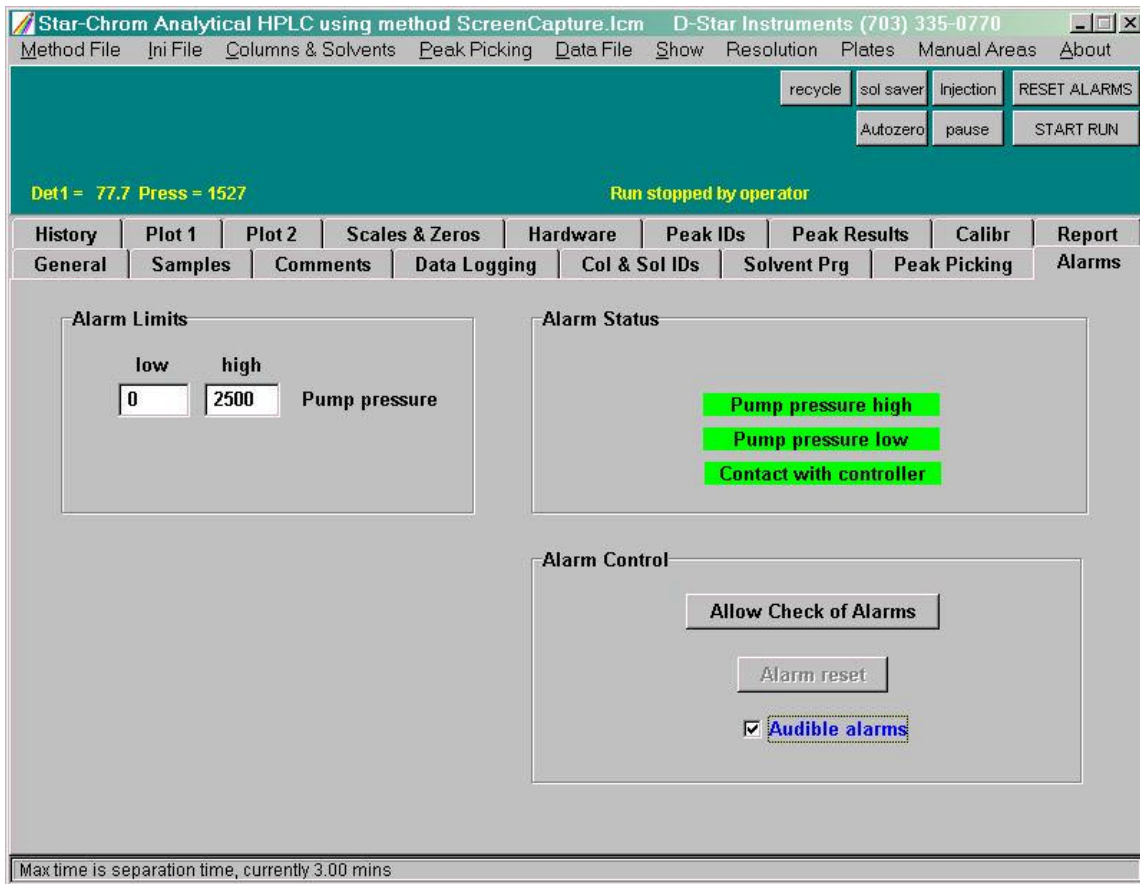 Star-Chrom Analytical HPLC using method ScreenCapture.lcm D-Star Instruments (703) 335-0770
Method File Ini File Columns & Solvents Peak Picking Data File Show Resolution Plates Manual Areas About
recycle sol saver Injection RESET ALARMS
Autozero pause START RUN
Det1 = 77.7 Press = 1527 Run stopped by operator
History Plot 1 Plot 2 Scales & Zeros Hardware Peak IDs Peak Results Calibr Report
General Samples Comments Data Logging Col & Sol IDs Solvent Prg Peak Picking Alarms
Alarm Limits
low high
0 2500 Pump pressure
Alarm Status
Pump pressure high
Pump pressure low
Contact with controller
Alarm Control
Allow Check of Alarms
Alarm reset
Audible alarms
Max time is separation time, currently 3.00 mins